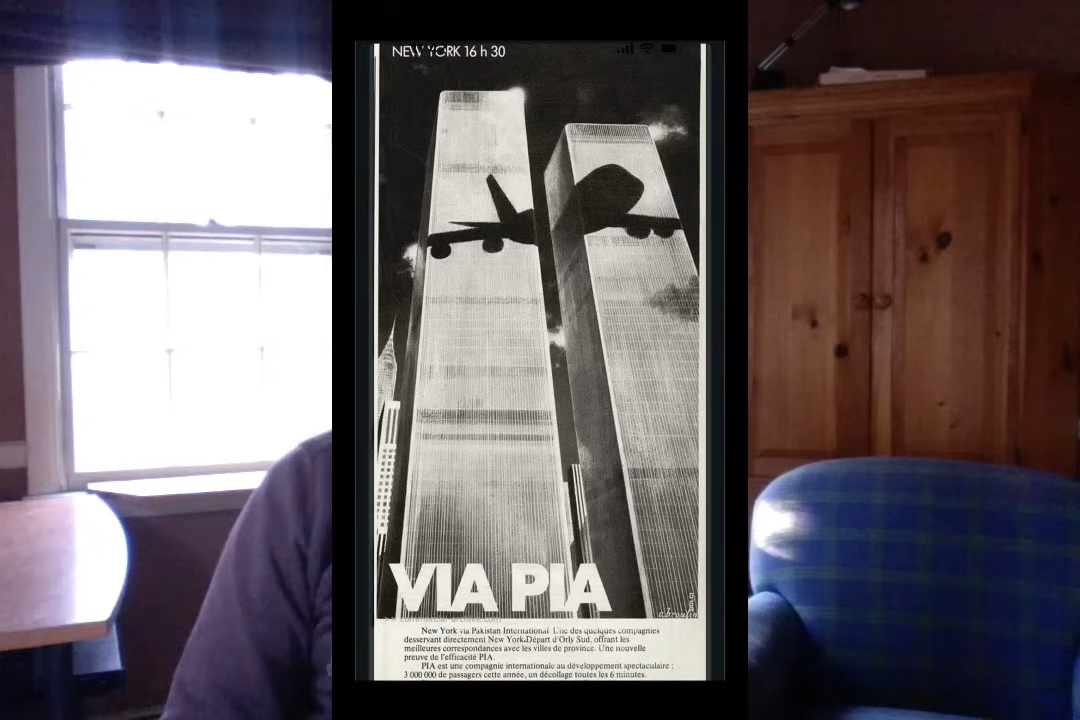 NEW YORK 16 h 30
VIA PIA
commercial-archive.com
New York via Pakistan International. Une des quelques compagnies
desservant directement New York. Départ d'Orly Sud, offrant les
meilleures correspondances avec les villes de province. Une nouvelle
preuve de l'efficacité PIA.
PIA est une compagnie internationale au développement spectaculaire :
3 000 000 de passagers cette année, un décollage toutes les 6 minutes.